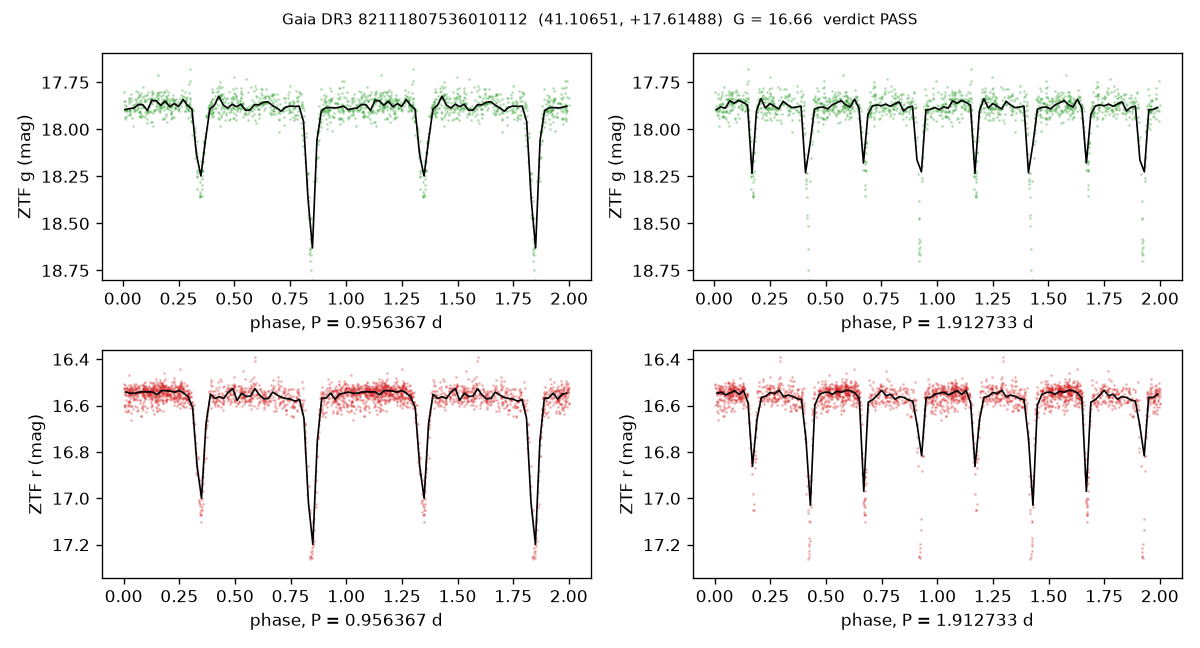 Gaia DR3 82111807536010112 (41.10651, +17.61488) G = 16.66 verdict PASS
ZTF g (mag)
17.75
18.00
18.25
18.50
18.75
0.00 0.25 0.50 0.75 1.00 1.25 1.50 1.75 2.00
phase, P = 0.956367 d
ZTF g (mag)
17.75
18.00
18.25
18.50
18.75
0.00 0.25 0.50 0.75 1.00 1.25 1.50 1.75 2.00
phase, P = 1.912733 d
ZTF r (mag)
16.4
16.6
16.8
17.0
17.2
0.00 0.25 0.50 0.75 1.00 1.25 1.50 1.75 2.00
phase, P = 0.956367 d
ZTF r (mag)
16.4
16.6
16.8
17.0
17.2
0.00 0.25 0.50 0.75 1.00 1.25 1.50 1.75 2.00
phase, P = 1.912733 d